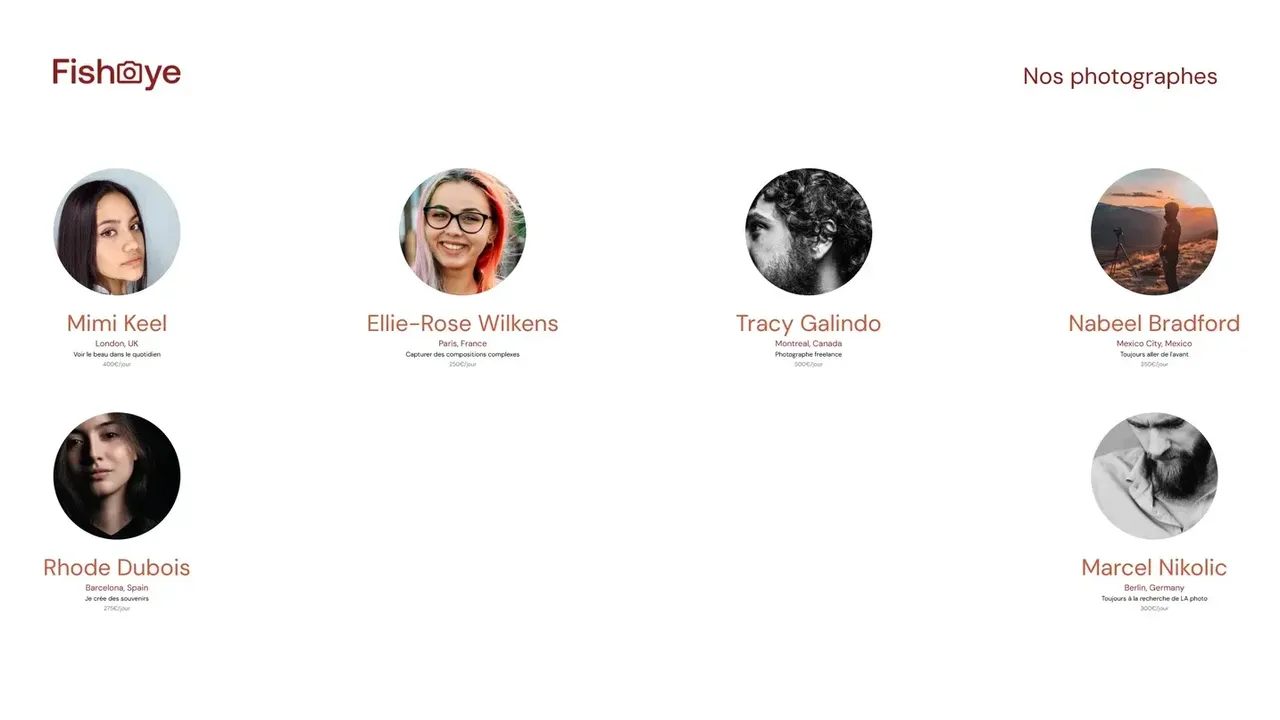 Fisheye
Nos photographes
Mimi Keel
London, UK
Voir le beau dans le quotidien
400€/jour
Ellie-Rose Wilkens
Paris, France
Capturer des compositions complexes
250€/jour
Tracy Galindo
Montreal, Canada
Photographe freelance
500€/jour
Nabeel Bradford
Mexico City, Mexico
Toujours aller de l'avant
350€/jour
Rhode Dubois
Barcelona, Spain
Je crée des souvenirs
275€/jour
Marcel Nikolic
Berlin, Germany
Toujours à la recherche de LA photo
300€/jour